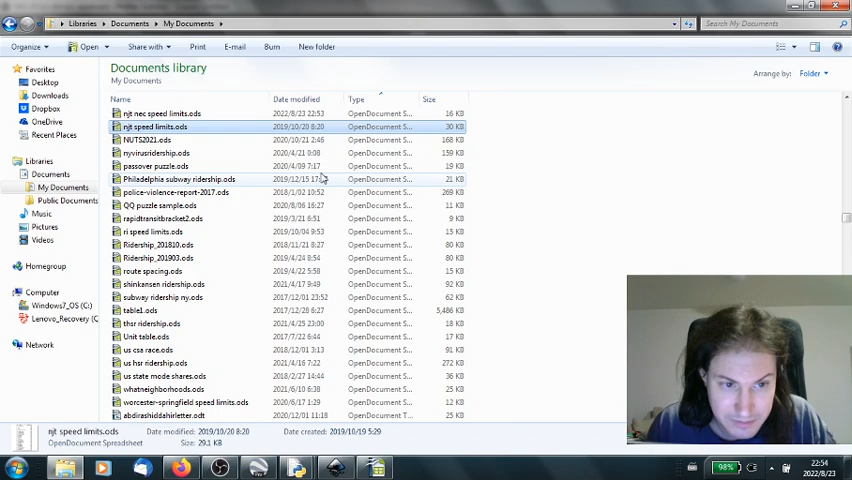 Libraries Documents My Documents Search My Documents
Organize Open Share with Print E-mail Burn New folder
Favorites
Desktop
Downloads
Dropbox
OneDrive
Recent Places
Libraries
Documents
My Documents
Public Documents
Music
Pictures
Videos
Homegroup
Computer
Windows7_OS (C:)
Lenovo_Recovery (
Network
Documents library
My Documents
Arrange by: Folder
Name Date modified Type Size
njt nec speed limits.ods 2022/8/23 22:53 OpenDocument S... 16 KB
njt speed limits.ods 2019/10/20 8:20 OpenDocument S... 30 KB
NUTS2021.ods 2020/10/21 2:46 OpenDocument S... 168 KB
nyvirusridership.ods 2020/4/21 0:08 OpenDocument S... 159 KB
passover puzzle.ods 2020/4/09 7:17 OpenDocument S... 19 KB
Philadelphia subway ridership.ods 2019/12/15 OpenDocument S... 21 KB
police-violence-report-2017.ods 2018/1/02 10:52 OpenDocument S... 269 KB
QQ puzzle sample.ods 2020/8/06 16:27 OpenDocument S... 11 KB
rapidtransitbracket2.ods 2019/3/21 6:51 OpenDocument S... 9 KB
ri speed limits.ods 2019/10/04 9:53 OpenDocument S... 13 KB
Ridership_201810.ods 2018/11/21 8:27 OpenDocument S... 80 KB
Ridership_201903.ods 2019/4/24 8:54 OpenDocument S... 80 KB
route spacing.ods 2019/4/22 5:58 OpenDocument S... 15 KB
shinkansen ridership.ods 2021/4/17 9:49 OpenDocument S... 92 KB
subway ridership ny.ods 2017/12/01 23:52 OpenDocument S... 62 KB
table1.ods 2017/12/28 6:27 OpenDocument S... 5,486 KB
thsr ridership.ods 2021/4/25 23:00 OpenDocument S... 18 KB
Unit table.ods 2017/7/22 6:44 OpenDocument S... 17 KB
us csa race.ods 2018/12/01 3:13 OpenDocument S... 91 KB
us hsr ridership.ods 2021/4/16 7:22 OpenDocument S... 272 KB
us state mode shares.ods 2018/2/27 14:44 OpenDocument S... 36 KB
whatneighborhoods.ods 2021/6/10 6:38 OpenDocument S... 25 KB
worcester-springfield speed limits.ods 2020/7/17 1:29 OpenDocument S... 12 KB
abdirashiddahirletter.odt 2020/12/01 11:18 OpenDocument T... 25 KB
njt speed limits.ods Date modified: 2019/10/20 8:20 Date created: 2019/10/19 5:29
OpenDocument Spreadsheet Size: 29.1 KB
98% 22:54
2022/8/23